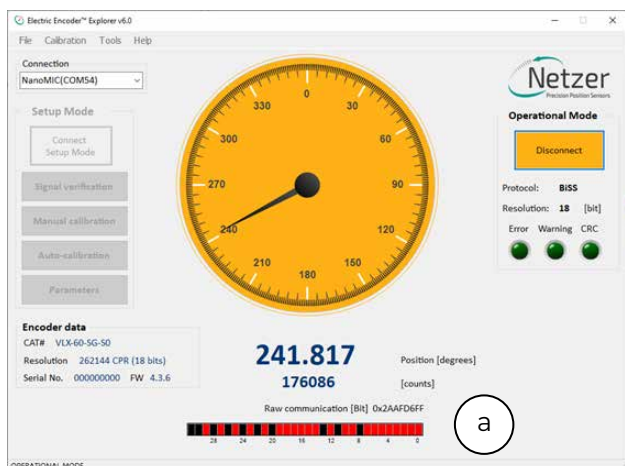 Electric Encoder™ Explorer v6.0
File Calibration Tools Help
Connection
NanoMIC(COM54)
Setup Mode
Connect
Setup Mode
Signal verification
Manual calibration
Auto-calibration
Parameters
0
30
60
90
120
150
180
210
240
270
300
330
Netzer
Precision Position Sensors
Operational Mode
Disconnect
Protocol: BiSS
Resolution: 18 [bit]
Error Warning CRC
Encoder data
CAT# VLX-60-SG-S0
Resolution 262144 CPR (18 bits)
Serial No. 000000000 FW 4.3.6
241.817 Position [degrees]
176086 [counts]
Raw communication [Bit] 0x2AAFD6FF
28 24 20 16 12 8 4 0
a
OPERATIONAL MODE